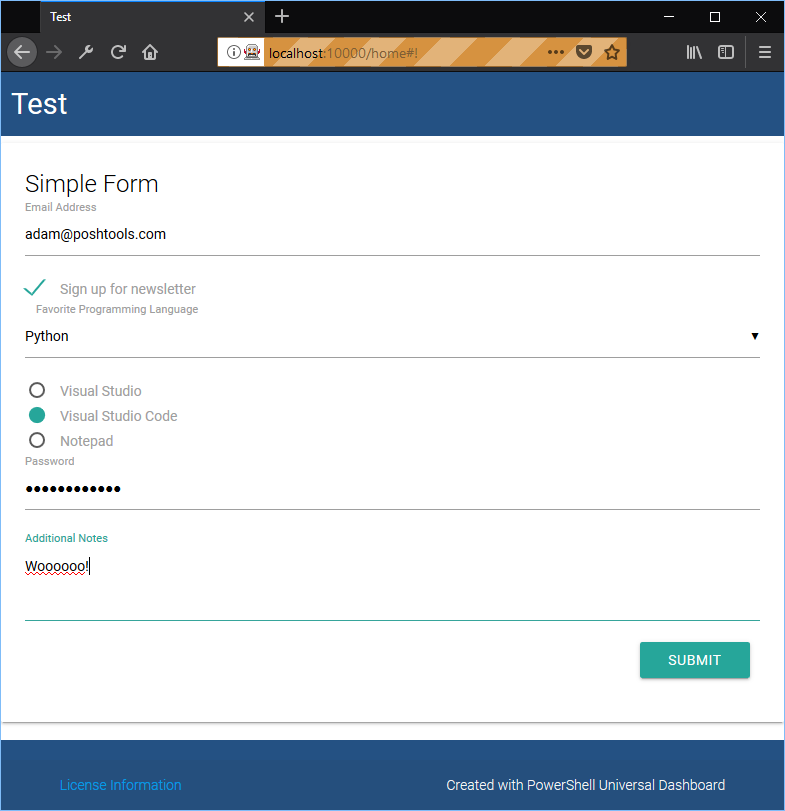 Test
localhost:10000/home#!
Test
Simple Form
Email Address
adam@poshtools.com
Sign up for newsletter
Favorite Programming Language
Python
Visual Studio
Visual Studio Code
Notepad
Password
Additional Notes
Woooooo!
SUBMIT
License Information
Created with PowerShell Universal Dashboard